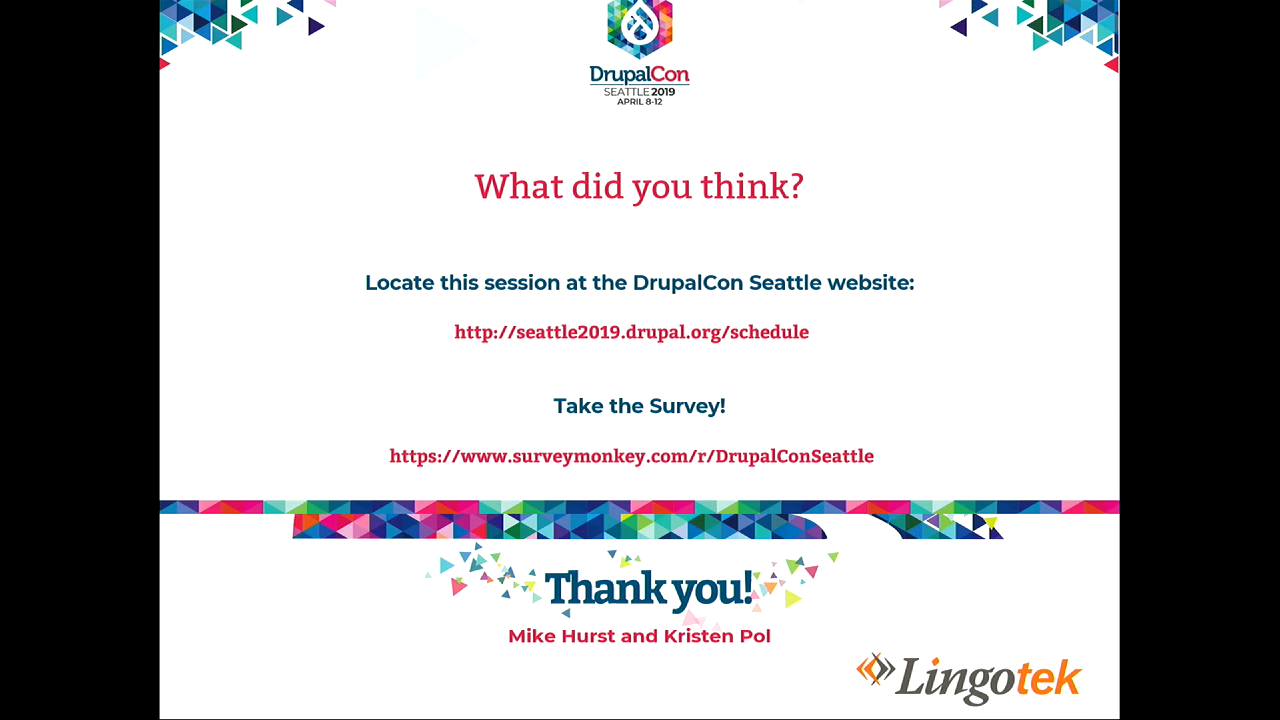 DrupalCon
SEATTLE 2019
APRIL 8-12
What did you think?
Locate this session at the DrupalCon Seattle website:
http://seattle2019.drupal.org/schedule
Take the Survey!
https://www.surveymonkey.com/r/DrupalConSeattle
Thank you!
Mike Hurst and Kristen Pol
Lingotek